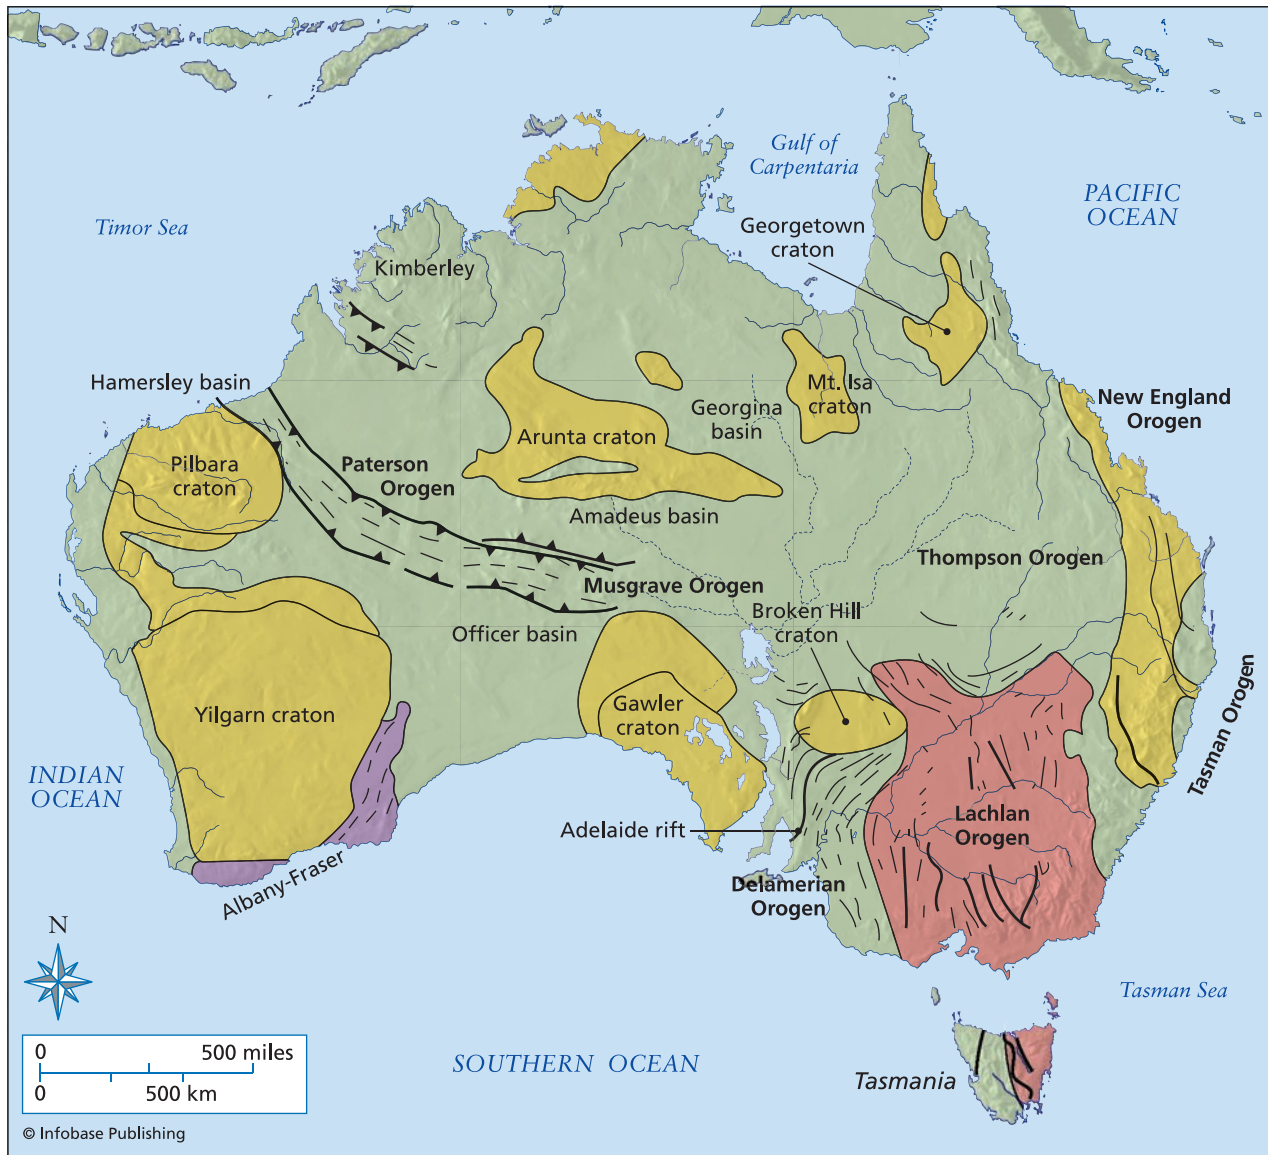 Timor Sea
Gulf of
Carpentaria
PACIFIC
OCEAN
Georgetown
craton
Kimberley
Hamersley basin
Mt. Isa
craton
New England
Orogen
Georgina
basin
Arunta craton
Pilbara
craton
Paterson
Orogen
Amadeus basin
Thompson Orogen
Musgrave Orogen
Broken Hill
craton
Officer basin
Tasman Orogen
Yilgarn craton
Gawler
craton
INDIAN
OCEAN
Lachlan
Orogen
Adelaide rift
Albany-Fraser
Delamerian
Orogen
N
Tasman Sea
0 500 miles
0 500 km
SOUTHERN OCEAN
Tasmania
© Infobase Publishing